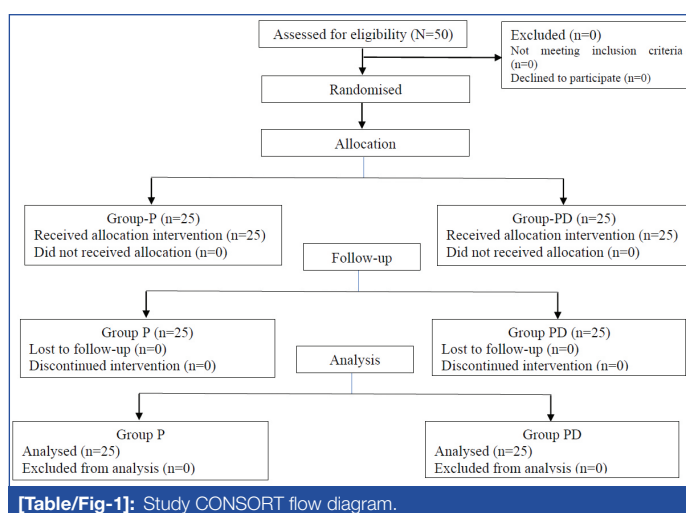 Assessed for eligibility (N=50)
Excluded (n=0)
Not meeting inclusion criteria
(n=0)
Declined to participate (n=0)
Randomised
Allocation
Group-P (n=25)
Received allocation intervention (n=25)
Did not received allocation (n=0)
Group-PD (n=25)
Received allocation intervention (n=25)
Did not received allocation (n=0)
Follow-up
Group P (n=25)
Lost to follow-up (n=0)
Discontinued intervention (n=0)
Group PD (n=25)
Lost to follow-up (n=0)
Discontinued intervention (n=0)
Analysis
Group P
Analysed (n=25)
Excluded from analysis (n=0)
Group PD
Analysed (n=25)
Excluded from analysis (n=0)
[Table/Fig-1]: Study CONSORT flow diagram.